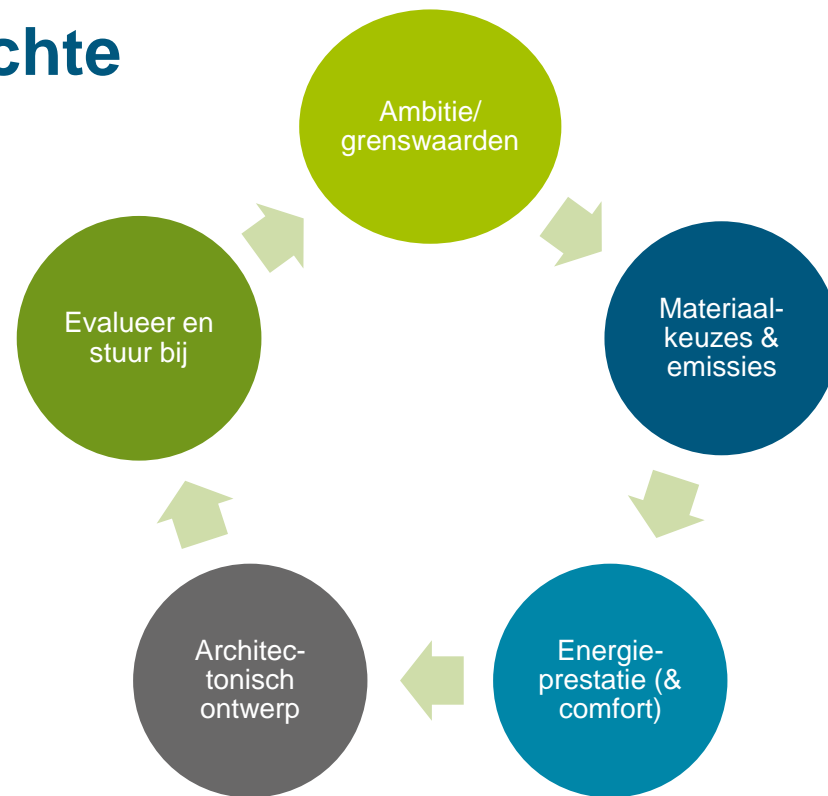 chte
Ambitie/
grenswaarden
Materiaal-
keuzes &
emissies
Energie-
prestatie (&
comfort)
Architec-
tonisch
ontwerp
Evalueer en
stuur bij